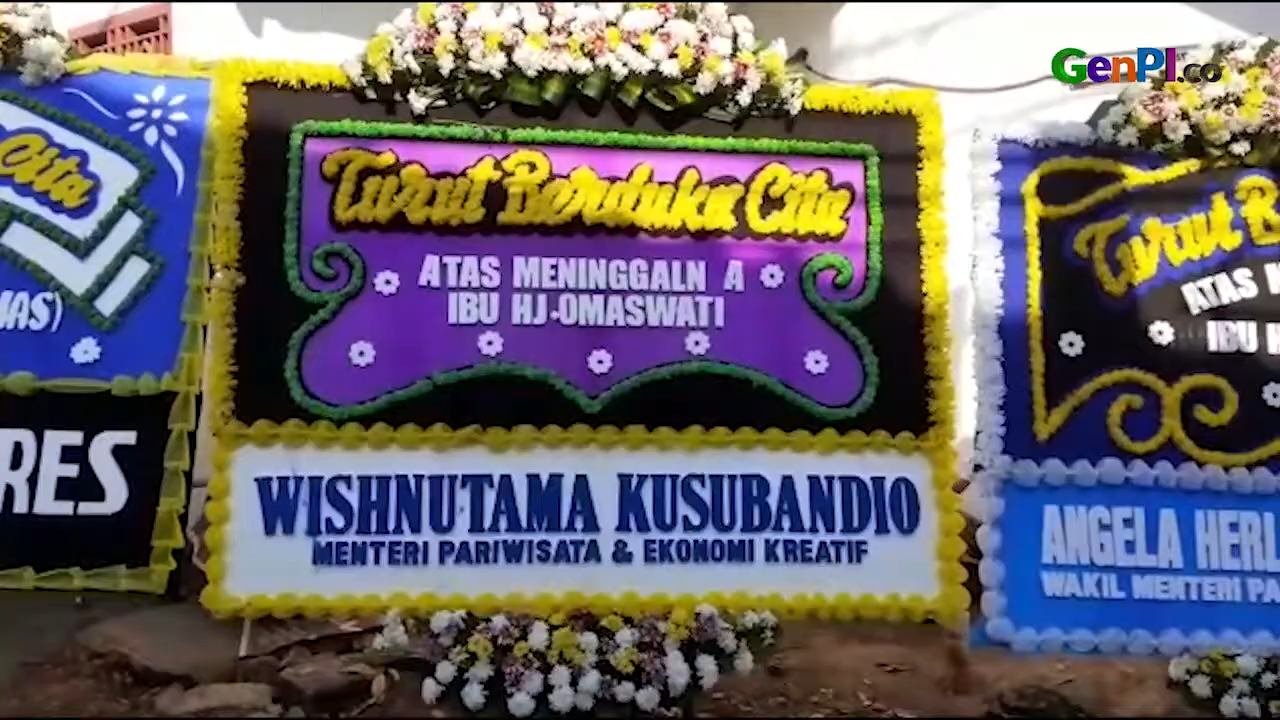 GenPI.co
Cita
NAS)
RES
Turut Berduka Cita
ATAS MENINGGALN A
IBU HJ-OMASWATI
WISHNUTAMA KUSUBANDIO
MENTERI PARIWISATA & EKONOMI KREATIF
Turut B
ATAS
IBU H
ANGELA HERL
WAKIL MENTERI PA